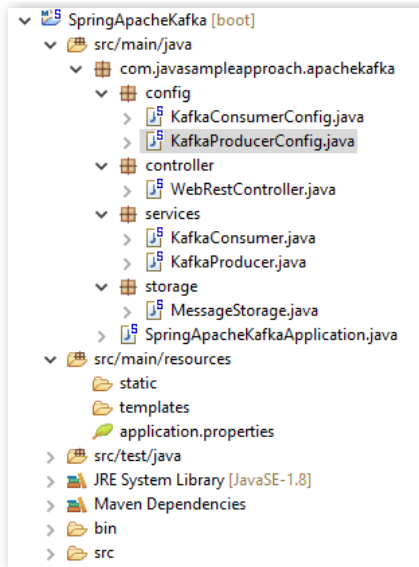 SpringApacheKafka [boot]
src/main/java
com.javasampleapproach.apachekafka
config
KafkaConsumerConfig.java
KafkaProducerConfig.java
controller
WebRestController.java
services
KafkaConsumer.java
KafkaProducer.java
storage
MessageStorage.java
SpringApacheKafkaApplication.java
src/main/resources
static
templates
application.properties
src/test/java
JRE System Library [JavaSE-1.8]
Maven Dependencies
bin
src